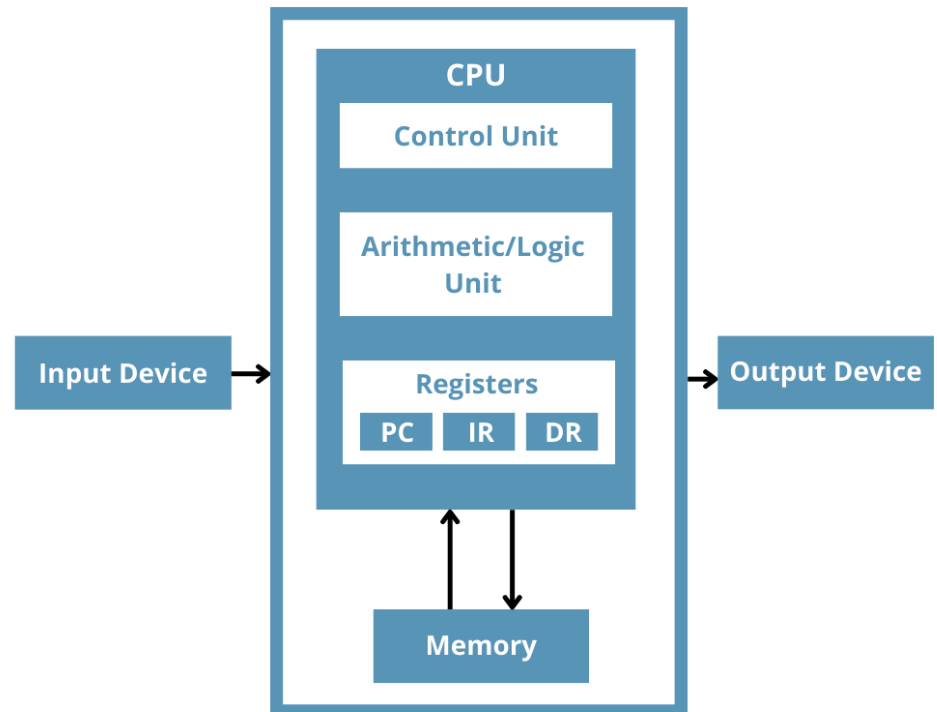 CPU
Control Unit
Arithmetic/Logic
Unit
Input Device
Output Device
Registers
PC IR DR
Memory